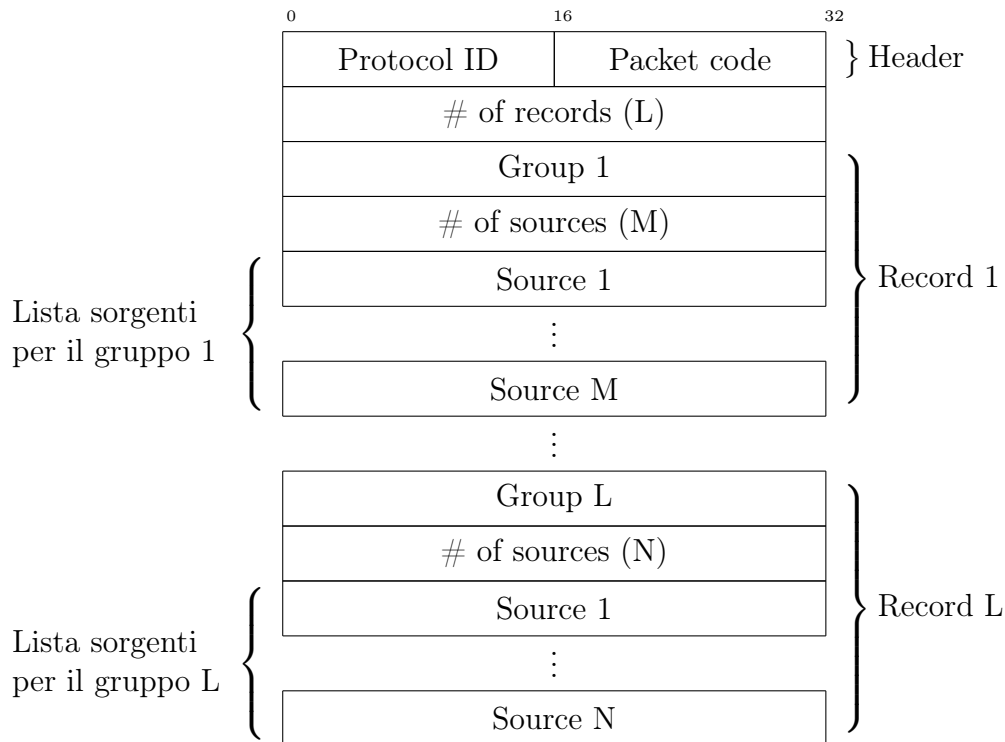 0 16 32
Protocol ID Packet code Header
# of records (L)
Group 1
# of sources (M)
Source 1
Record 1
Lista sorgenti
per il gruppo 1
⋮
Source M
⋮
Group L
# of sources (N)
Source 1
Record L
Lista sorgenti
per il gruppo L
⋮
Source N